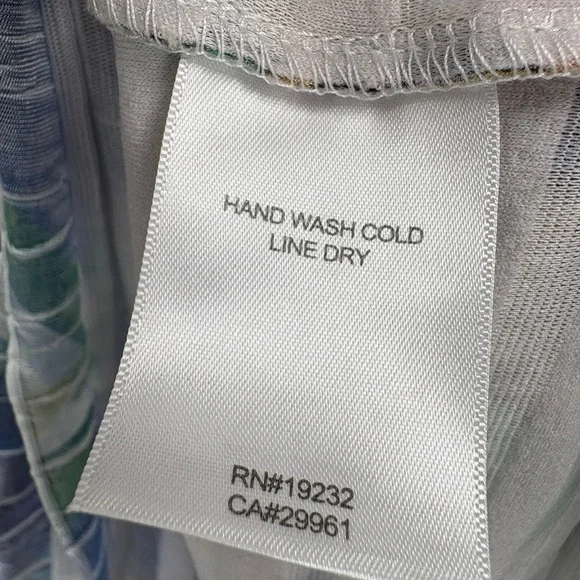 HAND WASH COLD
LINE DRY
RN#19232
CA#29961